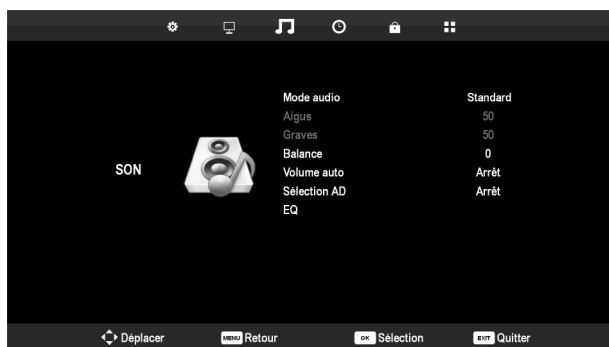 Mode audio Standard
Aigus 50
Graves 50
Balance 0
SON
Volume auto Arrêt
Sélection AD Arrêt
EQ
Déplacer MENU Retour OK Sélection EXIT Quitter